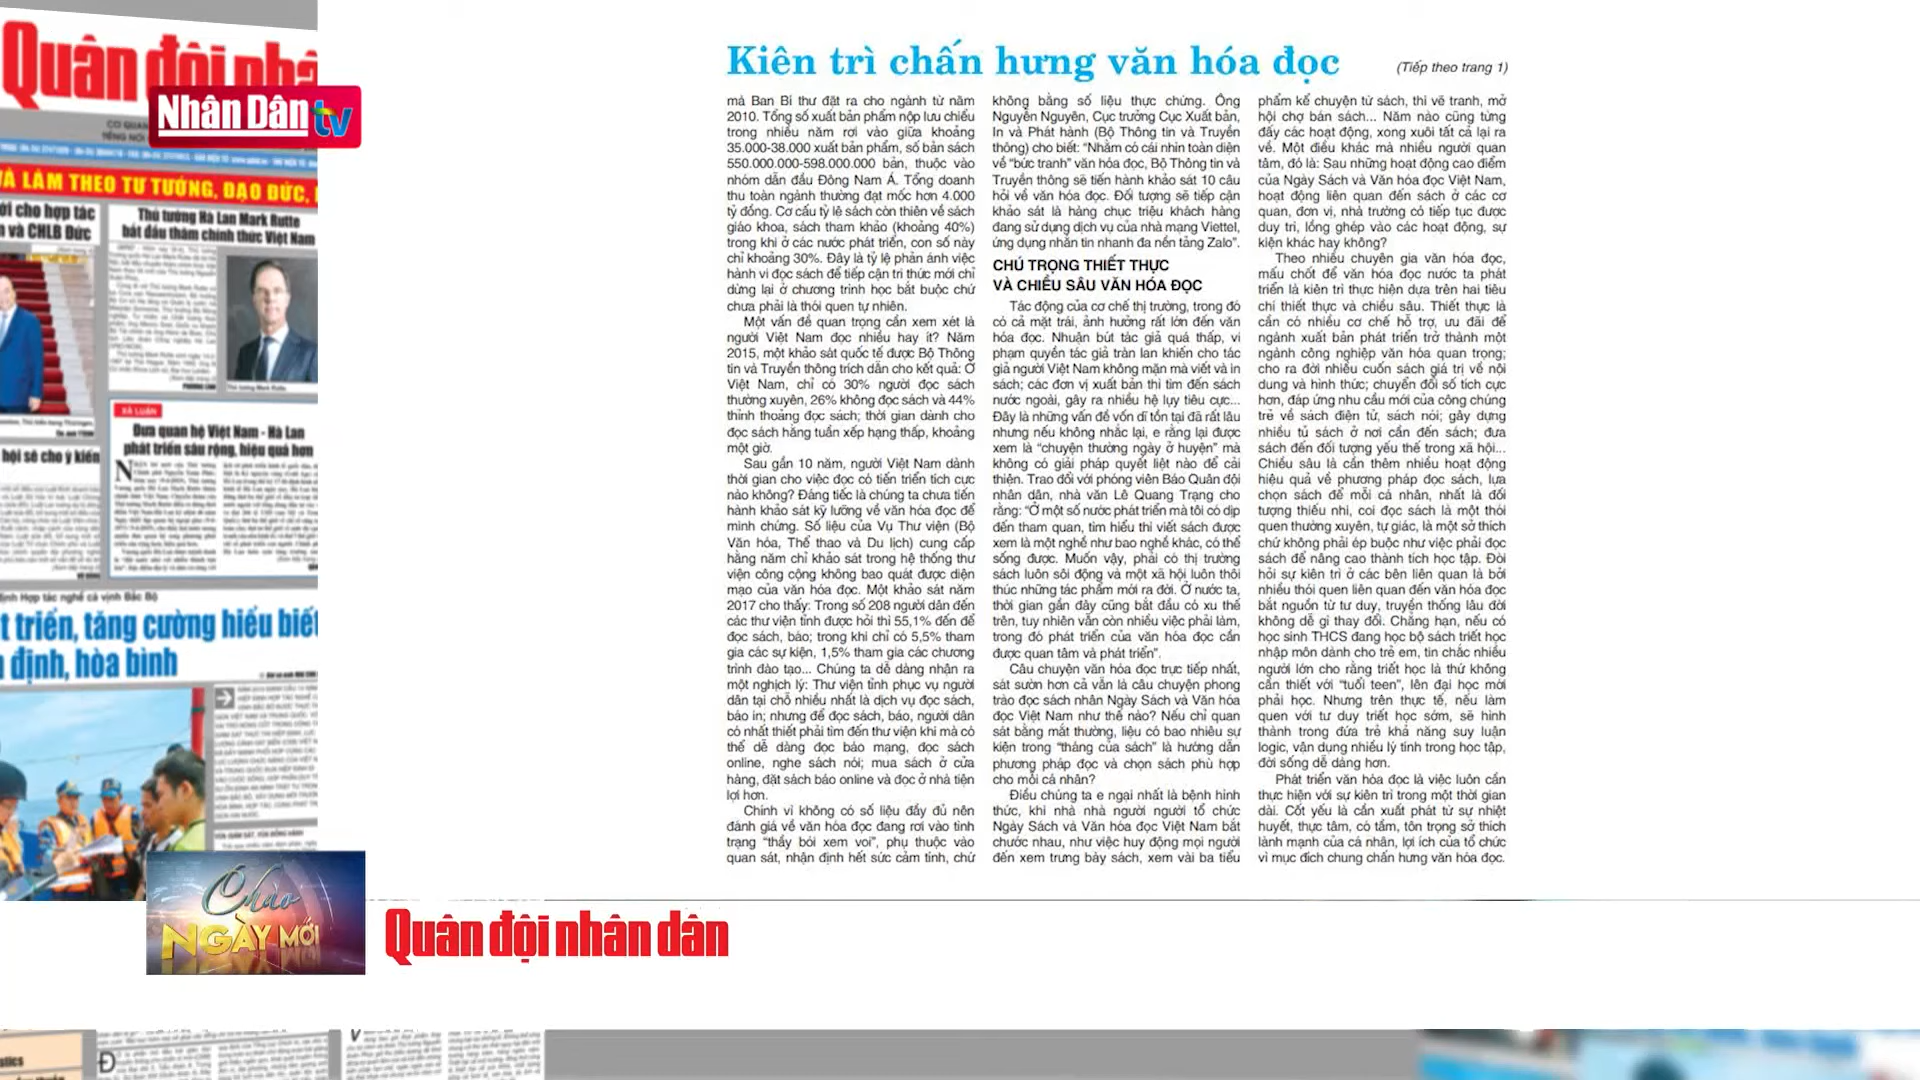 Quân đội nhâ
Nhân Dân tv
VÀ LÀM THEO TƯ TƯỞNG, ĐẠO ĐỨC,
ới cho hợp tác
n và CHLB Đức
Thủ tướng Hà Lan Mark Rutte
bắt đầu thăm chính thức Việt Nam
Thủ tướng Mark Rutte
XÃ LUẬN
Đưa quan hệ Việt Nam - Hà Lan
phát triển sâu rộng, hiệu quả hơn
hội sẽ cho ý kiến
định Hợp tác nghề cá vịnh Bắc Bộ
t triển, tăng cường hiểu biết
n định, hòa bình
Kiên trì chấn hưng văn hóa đọc
(Tiếp theo trang 1)
mà Ban Bí thư đặt ra cho ngành từ năm
2010. Tổng số xuất bản phẩm nộp lưu chiểu
trong nhiều năm rơi vào giữa khoảng
35.000-38.000 xuất bản phẩm, số bản sách
550.000.000-598.000.000 bản, thuộc vào
nhóm dẫn đầu Đông Nam Á. Tổng doanh
thu toàn ngành thường đạt mốc hơn 4.000
tỷ đồng. Cơ cấu tỷ lệ sách còn thiên về sách
giáo khoa, sách tham khảo (khoảng 40%)
trong khi ở các nước phát triển, con số này
chỉ khoảng 30%. Đây là tỷ lệ phản ánh việc
hành vi đọc sách để tiếp cận tri thức mới chỉ
dừng lại ở chương trình học bắt buộc chứ
chưa phải là thói quen tự nhiên.
Một vấn đề quan trọng cần xem xét là
người Việt Nam đọc nhiều hay ít? Năm
2015, một khảo sát quốc tế được Bộ Thông
tin và Truyền thông trích dẫn cho kết quả: Ở
Việt Nam, chỉ có 30% người đọc sách
thường xuyên, 26% không đọc sách và 44%
thỉnh thoảng đọc sách; thời gian dành cho
đọc sách hằng tuần xếp hạng thấp, khoảng
một giờ.
Sau gần 10 năm, người Việt Nam dành
thời gian cho việc đọc có tiến triển tích cực
nào không? Đáng tiếc là chúng ta chưa tiến
hành khảo sát kỹ lưỡng về văn hóa đọc để
minh chứng. Số liệu của Vụ Thư viện (Bộ
Văn hóa, Thể thao và Du lịch) cung cấp
hằng năm chỉ khảo sát trong hệ thống thư
viện công cộng không bao quát được diện
mạo của văn hóa đọc. Một khảo sát năm
2017 cho thấy: Trong số 208 người dân đến
các thư viện tỉnh được hỏi thì 55,1% đến để
đọc sách, báo; trong khi chỉ có 5,5% tham
gia các sự kiện, 1,5% tham gia các chương
trình đào tạo... Chúng ta dễ dàng nhận ra
một nghịch lý: Thư viện tỉnh phục vụ người
dân tại chỗ nhiều nhất là dịch vụ đọc sách,
báo in; nhưng để đọc sách, báo, người dân
có nhất thiết phải tìm đến thư viện khi mà có
thể dễ dàng đọc báo mạng, đọc sách
online, nghe sách nói; mua sách ở cửa
hàng, đặt sách báo online và đọc ở nhà tiện
lợi hơn.
Chính vì không có số liệu đầy đủ nên
đánh giá về văn hóa đọc đang rơi vào tình
trạng “thầy bói xem voi”, phụ thuộc vào
quan sát, nhận định hết sức cảm tính, chứ
không bằng số liệu thực chứng. Ông
Nguyễn Nguyên, Cục trưởng Cục Xuất bản,
In và Phát hành (Bộ Thông tin và Truyền
thông) cho biết: “Nhằm có cái nhìn toàn diện
về “bức tranh” văn hóa đọc, Bộ Thông tin và
Truyền thông sẽ tiến hành khảo sát 10 câu
hỏi về văn hóa đọc. Đối tượng sẽ tiếp cận
khảo sát là hàng chục triệu khách hàng
đang sử dụng dịch vụ của nhà mạng Viettel,
ứng dụng nhắn tin nhanh đa nền tảng Zalo”.
CHÚ TRỌNG THIẾT THỰC
VÀ CHIỀU SÂU VĂN HÓA ĐỌC
Tác động của cơ chế thị trường, trong đó
có cả mặt trái, ảnh hưởng rất lớn đến văn
hóa đọc. Nhuận bút tác giả quá thấp, vi
phạm quyền tác giả tràn lan khiến cho tác
giả người Việt Nam không mặn mà viết và in
sách; các đơn vị xuất bản thì tìm đến sách
nước ngoài, gây ra nhiều hệ lụy tiêu cực...
Đây là những vấn đề vốn dĩ tồn tại đã rất lâu
nhưng nếu không nhắc lại, e rằng lại được
xem là “chuyện thường ngày ở huyện” mà
không có giải pháp quyết liệt nào để cải
thiện. Trao đổi với phóng viên Báo Quân đội
nhân dân, nhà văn Lê Quang Trạng cho
rằng: “Ở một số nước phát triển mà tôi có dịp
đến tham quan, tìm hiểu thì viết sách được
xem là một nghề như bao nghề khác, có thể
sống được. Muốn vậy, phải có thị trường
sách luôn sôi động và một xã hội luôn thôi
thúc những tác phẩm mới ra đời. Ở nước ta,
thời gian gần đây cũng bắt đầu có xu thế
trên, tuy nhiên vẫn còn nhiều việc phải làm,
trong đó phát triển của văn hóa đọc cần
được quan tâm và phát triển”.
Câu chuyện văn hóa đọc trực tiếp nhất,
sát sườn hơn cả vẫn là câu chuyện phong
trào đọc sách nhân Ngày Sách và Văn hóa
đọc Việt Nam như thế nào? Nếu chỉ quan
sát bằng mắt thường, liệu có bao nhiêu sự
kiện trong “tháng của sách” là hướng dẫn
phương pháp đọc và chọn sách phù hợp
cho mỗi cá nhân?
Điều chúng ta e ngại nhất là bệnh hình
thức, khi nhà nhà người người tổ chức
Ngày Sách và Văn hóa đọc Việt Nam bắt
chước nhau, như việc huy động mọi người
đến xem trưng bày sách, xem vài ba tiểu
phẩm kể chuyện từ sách, thi vẽ tranh, mở
hội chợ bán sách... Năm nào cũng từng
đấy các hoạt động, xong xuôi tất cả lại ra
về. Một điều khác mà nhiều người quan
tâm, đó là: Sau những hoạt động cao điểm
của Ngày Sách và Văn hóa đọc Việt Nam,
hoạt động liên quan đến sách ở các cơ
quan, đơn vị, nhà trường có tiếp tục được
duy trì, lồng ghép vào các hoạt động, sự
kiện khác hay không?
Theo nhiều chuyên gia văn hóa đọc,
mấu chốt để văn hóa đọc nước ta phát
triển là kiên trì thực hiện dựa trên hai tiêu
chí thiết thực và chiều sâu. Thiết thực là
cần có nhiều cơ chế hỗ trợ, ưu đãi để
ngành xuất bản phát triển trở thành một
ngành công nghiệp văn hóa quan trọng;
cho ra đời nhiều cuốn sách giá trị về nội
dung và hình thức; chuyển đổi số tích cực
hơn, đáp ứng nhu cầu mới của công chúng
trẻ về sách điện tử, sách nói; gây dựng
nhiều tủ sách ở nơi cần đến sách; đưa
sách đến đối tượng yếu thế trong xã hội...
Chiều sâu là cần thêm nhiều hoạt động
hiệu quả về phương pháp đọc sách, lựa
chọn sách để mỗi cá nhân, nhất là đối
tượng thiếu nhi, coi đọc sách là một thói
quen thường xuyên, tự giác, là một sở thích
chứ không phải ép buộc như việc phải đọc
sách để nâng cao thành tích học tập. Đòi
hỏi sự kiên trì ở các bên liên quan là bởi
nhiều thói quen liên quan đến văn hóa đọc
bắt nguồn từ tư duy, truyền thống lâu đời
không dễ gì thay đổi. Chẳng hạn, nếu có
học sinh THCS đang học bộ sách triết học
nhập môn dành cho trẻ em, tin chắc nhiều
người lớn cho rằng triết học là thứ không
cần thiết với “tuổi teen”, lên đại học mới
phải học. Nhưng trên thực tế, nếu làm
quen với tư duy triết học sớm, sẽ hình
thành trong đứa trẻ khả năng suy luận
logic, vận dụng nhiều lý tính trong học tập,
đời sống dễ dàng hơn.
Phát triển văn hóa đọc là việc luôn cần
thực hiện với sự kiên trì trong một thời gian
dài. Cốt yếu là cần xuất phát từ sự nhiệt
huyết, thực tâm, có tầm, tôn trọng sở thích
lành mạnh của cá nhân, lợi ích của tổ chức
vì mục đích chung chấn hưng văn hóa đọc.
Chào
NGÀY MỚI
Quân đội nhân dân